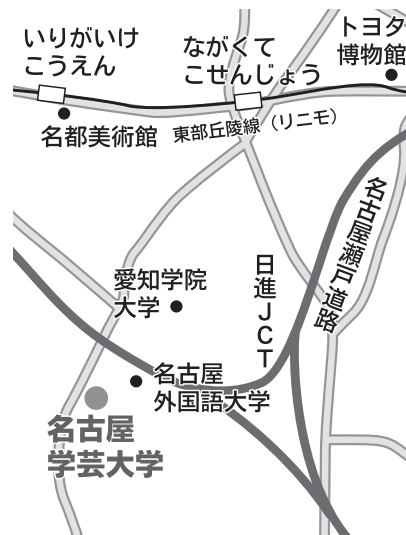 いりがいけ
こうえん
ながくて
こせんじょう
トヨタ
博物館
名都美術館
東部丘陵線（リニモ）
名古屋瀬戸道路
日進JCT
愛知学院
大学
名古屋
外国語大学
名古屋
学芸大学